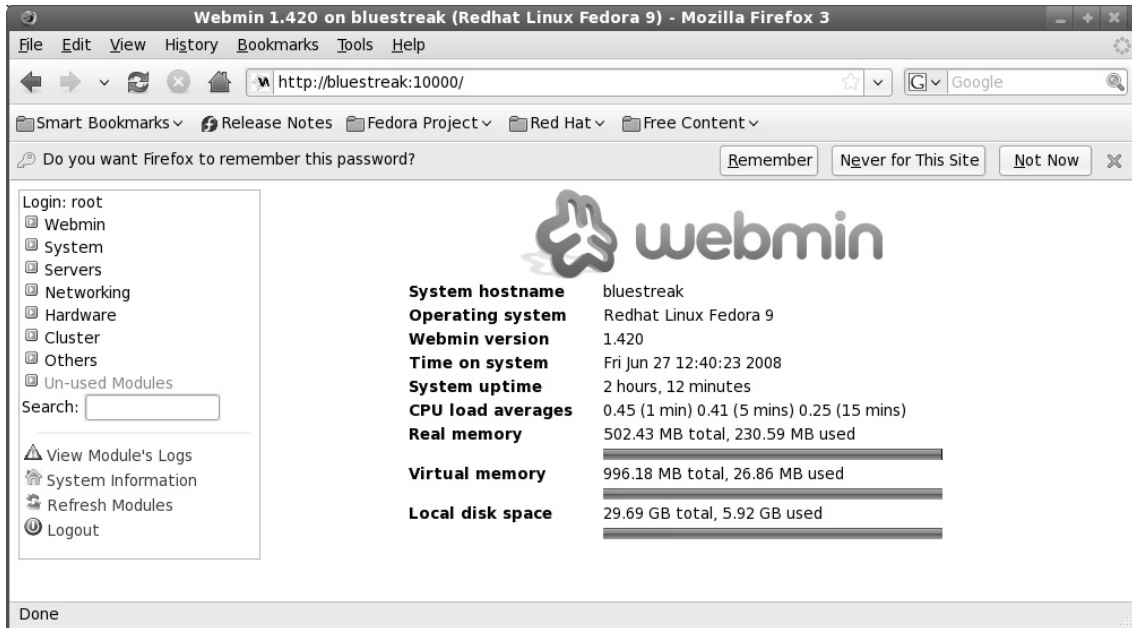 Webmin 1.420 on bluestreak (Redhat Linux Fedora 9) - Mozilla Firefox 3
File Edit View History Bookmarks Tools Help
http://bluestreak:10000/ G Google
Smart Bookmarks Release Notes Fedora Project Red Hat Free Content
Do you want Firefox to remember this password? Remember Never for This Site Not Now
Login: root
Webmin
System
Servers
Networking
Hardware
Cluster
Others
Un-used Modules
Search:
View Module's Logs
System Information
Refresh Modules
Logout
webmin
System hostname bluestreak
Operating system Redhat Linux Fedora 9
Webmin version 1.420
Time on system Fri Jun 27 12:40:23 2008
System uptime 2 hours, 12 minutes
CPU load averages 0.45 (1 min) 0.41 (5 mins) 0.25 (15 mins)
Real memory 502.43 MB total, 230.59 MB used
Virtual memory 996.18 MB total, 26.86 MB used
Local disk space 29.69 GB total, 5.92 GB used
Done